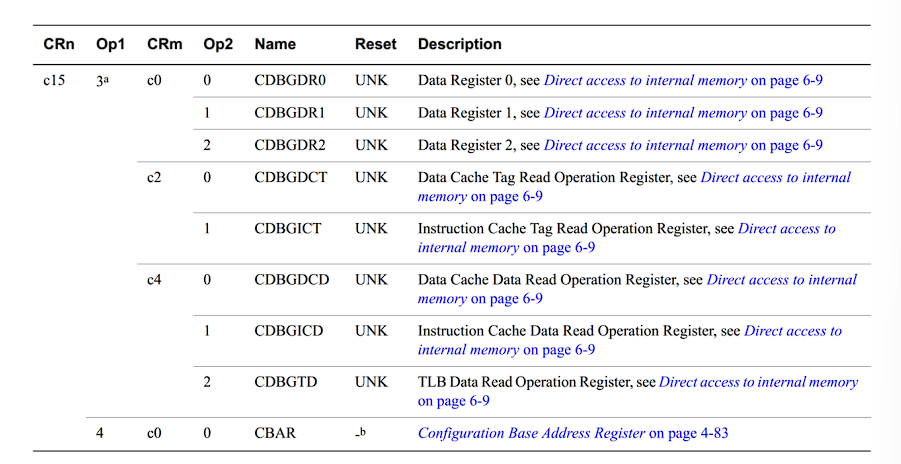 CRn Op1 CRm Op2 Name Reset Description
c15 3a c0 0 CDBGDR0 UNK Data Register 0, see Direct access to internal memory on page 6-9
1 CDBGDR1 UNK Data Register 1, see Direct access to internal memory on page 6-9
2 CDBGDR2 UNK Data Register 2, see Direct access to internal memory on page 6-9
c2 0 CDBGDCT UNK Data Cache Tag Read Operation Register, see Direct access to internal
memory on page 6-9
1 CDBGICT UNK Instruction Cache Tag Read Operation Register, see Direct access to
internal memory on page 6-9
c4 0 CDBGDCD UNK Data Cache Data Read Operation Register, see Direct access to internal
memory on page 6-9
1 CDBGICD UNK Instruction Cache Data Read Operation Register, see Direct access to
internal memory on page 6-9
2 CDBGTD UNK TLB Data Read Operation Register, see Direct access to internal memory
on page 6-9
4 c0 0 CBAR -b Configuration Base Address Register on page 4-83